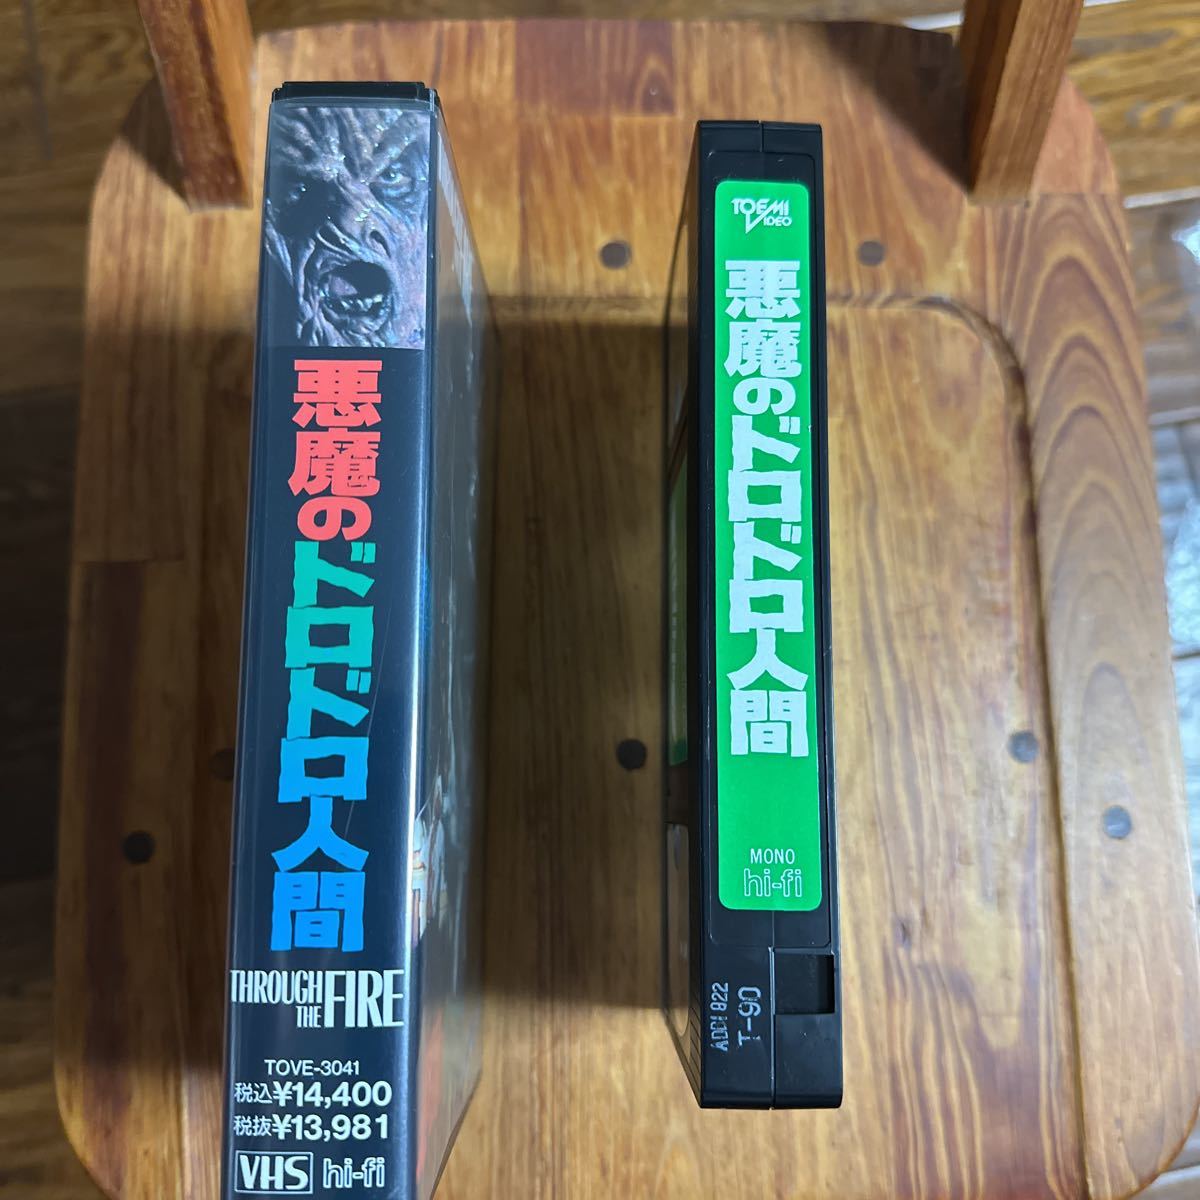 悪魔のドロドロ人間
THROUGH
THE FIRE
TOVE-3041
税込¥14,400
税抜¥13,981
VHS hi-fi
TOEMI
VIDEO
悪魔のドロドロ人間
MONO
hi-fi
T-90